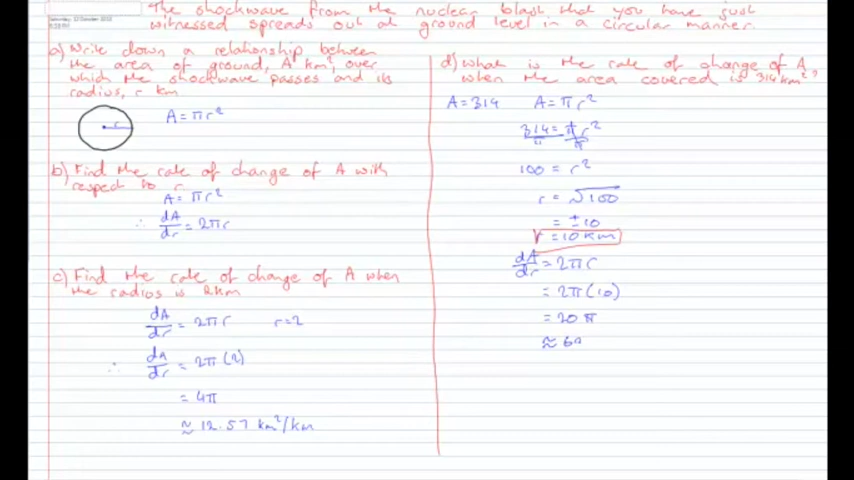 The shockwave from the nuclear blast that you have just
witnessed spreads out at ground level in a circular manner.
a) Write down a relationship between
the area of ground, A km², over
which the shockwave passes and its
radius, r km
r
A = πr²
b) Find the rate of change of A with
respect to r
A = πr²
∴ dA/dr = 2πr
c) Find the rate of change of A when
the radius is 2km
dA/dr = 2πr r=2
∴ dA/dr = 2π(2)
= 4π
≈ 12.57 km²/km
d) What is the rate of change of A
when the area covered is 314 km²?
A = 314 A = πr²
314/π = πr²/π
100 = r²
r = √100
= ±10
r = 10 km
dA/dr = 2πr
= 2π(10)
= 20π
≈ 6